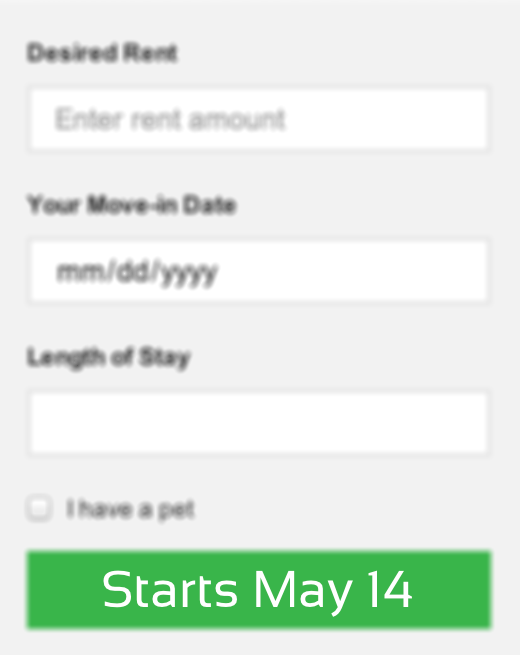 Desired Rent
Enter rent amount
Your Move-in Date
mm/dd/yyyy
Length of Stay
I have a pet
Starts May 14